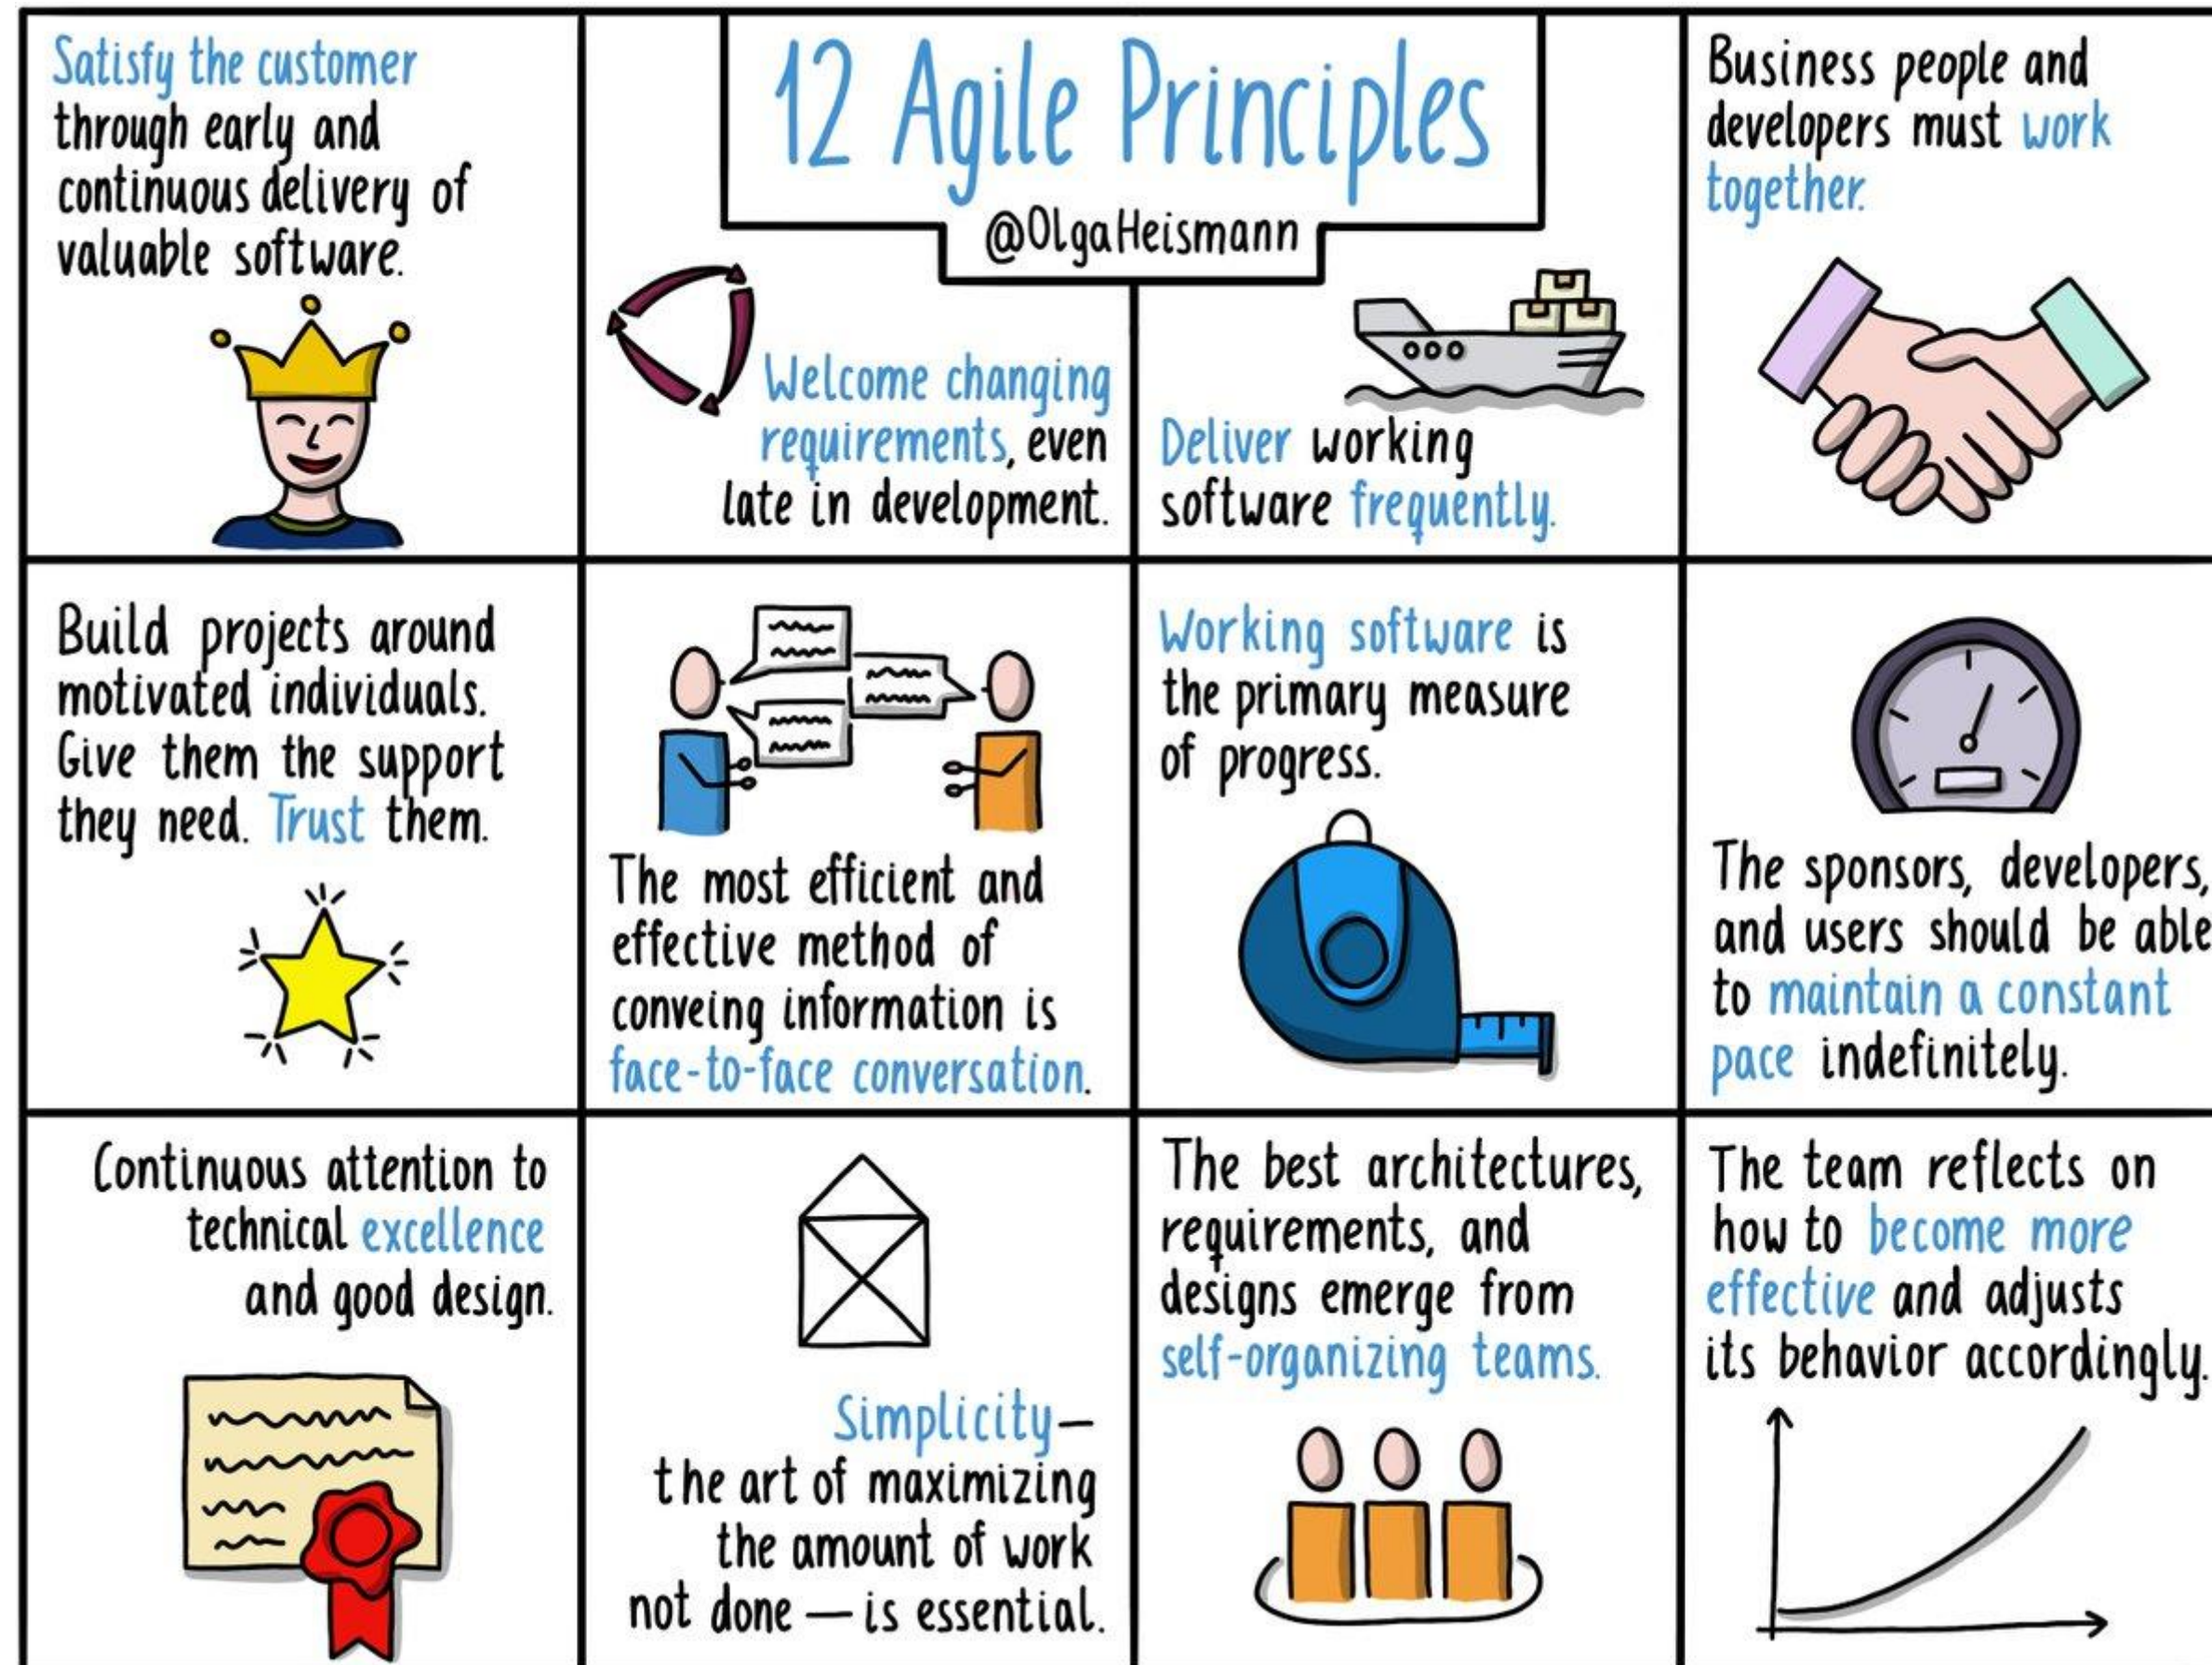 Satisfy the customer
through early and
continuous delivery of
valuable software.
12 Agile Principles
@OlgaHeismann
Welcome changing
requirements, even
late in development.
Deliver working
software frequently.
Business people and
developers must work
together.
Build projects around
motivated individuals.
Give them the support
they need. Trust them.
The most efficient and
effective method of
conveing information is
face-to-face conversation.
Working software is
the primary measure
of progress.
The sponsors, developers,
and users should be able
to maintain a constant
pace indefinitely.
Continuous attention to
technical excellence
and good design.
Simplicity—
the art of maximizing
the amount of work
not done — is essential.
The best architectures,
requirements, and
designs emerge from
self-organizing teams.
The team reflects on
how to become more
effective and adjusts
its behavior accordingly.